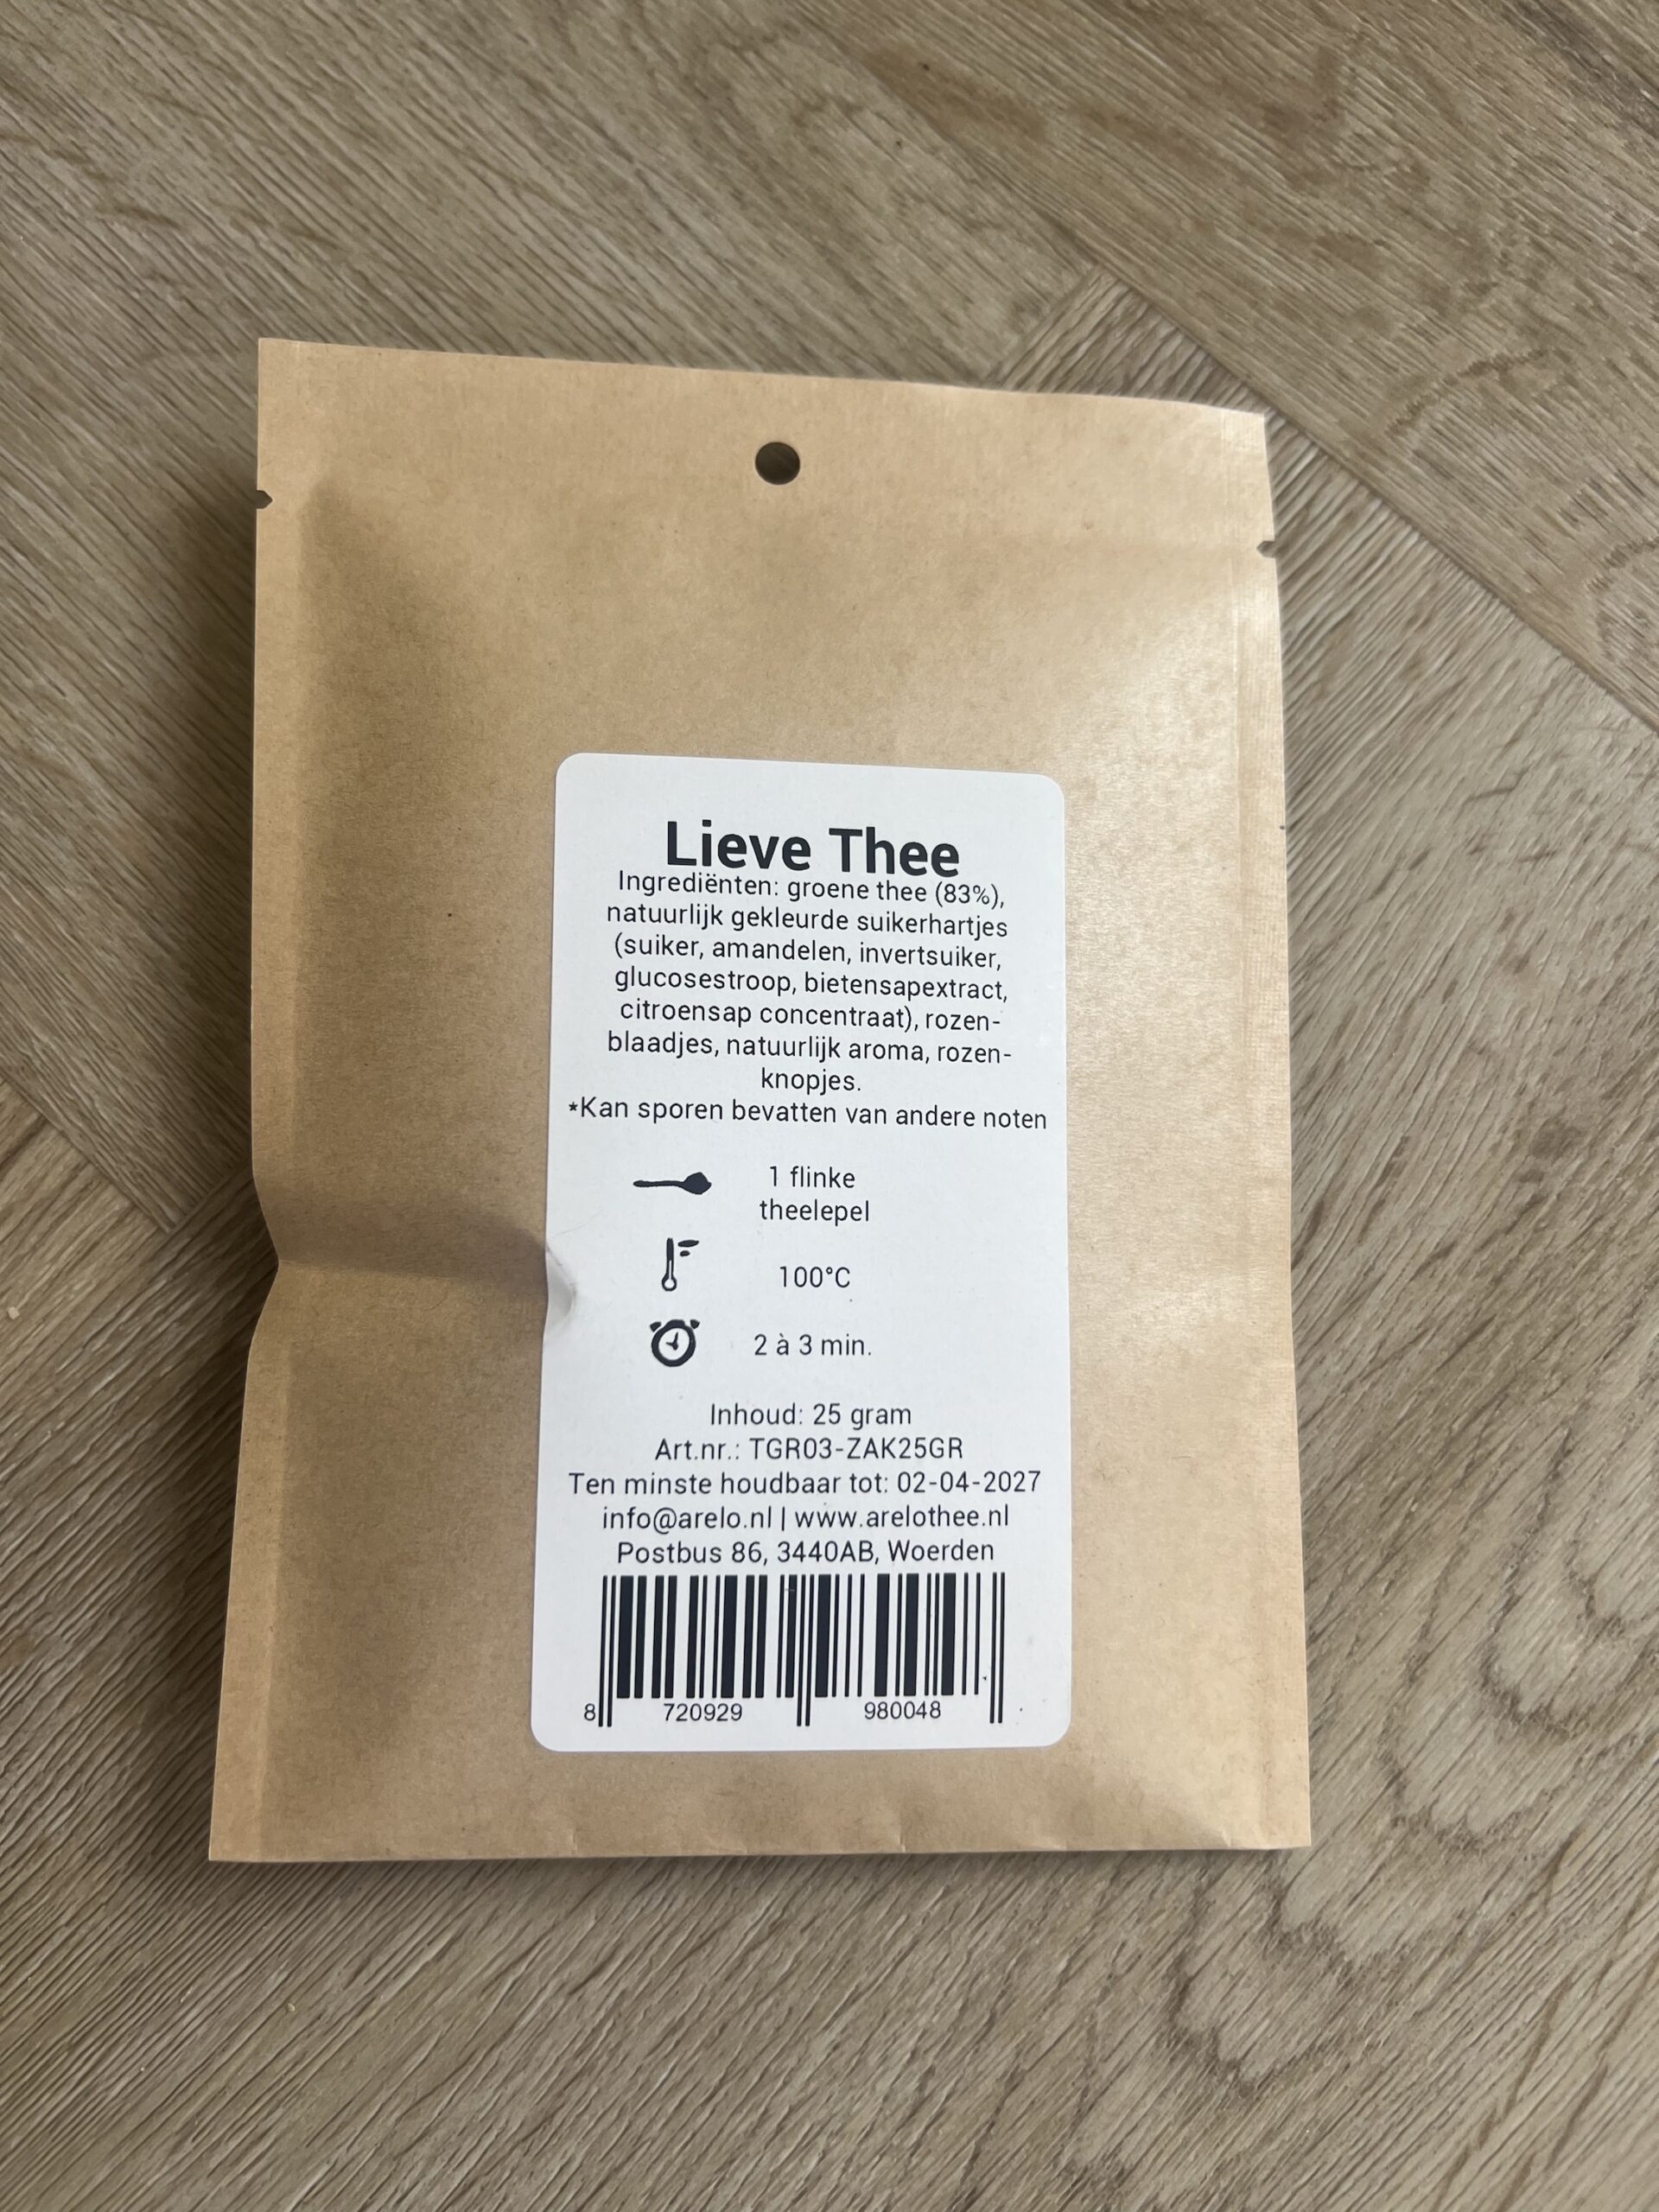 Lieve Thee
Ingrediënten: groene thee (83%),
natuurlijk gekleurde suikerhartjes
(suiker, amandelen, invertsuiker,
glucosestroop, bietensapextract,
citroensap concentraat), rozen-
blaadjes, natuurlijk aroma, rozen-
knopjes.
*Kan sporen bevatten van andere noten
1 flinke
theelepel
100°C
2 à 3 min.
Inhoud: 25 gram
Art.nr.: TGR03-ZAK25GR
Ten minste houdbaar tot: 02-04-2027
info@arelo.nl | www.arelothee.nl
Postbus 86, 3440AB, Woerden
8 720929 980048